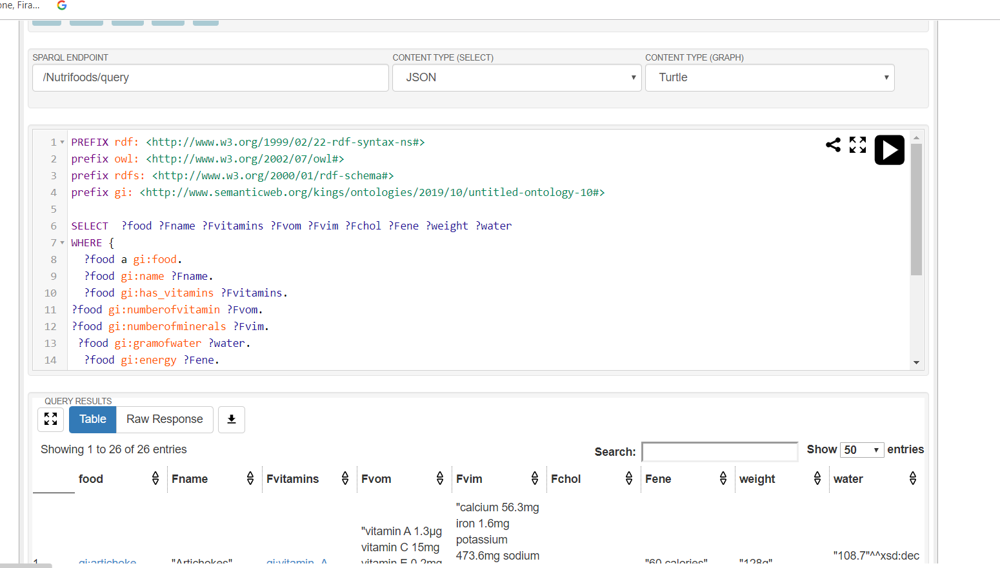 one, Fira...
SPARQL ENDPOINT CONTENT TYPE (SELECT) CONTENT TYPE (GRAPH)
/Nutrifoods/query JSON Turtle
1 PREFIX rdf: <http://www.w3.org/1999/02/22-rdf-syntax-ns#>
2 prefix owl: <http://www.w3.org/2002/07/owl#>
3 prefix rdfs: <http://www.w3.org/2000/01/rdf-schema#>
4 prefix gi: <http://www.semanticweb.org/kings/ontologies/2019/10/untitled-ontology-10#>
5
6 SELECT ?food ?Fname ?Fvitamins ?Fvom ?Fvim ?Fchol ?Fene ?weight ?water
7 WHERE {
8 ?food a gi:food.
9 ?food gi:name ?Fname.
10 ?food gi:has_vitamins ?Fvitamins.
11 ?food gi:numberofvitamin ?Fvom.
12 ?food gi:numberofminerals ?Fvim.
13 ?food gi:gramofwater ?water.
14 ?food gi:energy ?Fene.
QUERY RESULTS
Table Raw Response
Showing 1 to 26 of 26 entries Search: Show 50 entries
food Fname Fvitamins Fvom Fvim Fchol Fene weight water
"calcium 56.3mg
iron 1.6mg
"vitamin A 1.3µg
potassium
vitamin C 15mg
473.6mg sodium
"108.7"^^xsd:dec
1 gi:artichoke "Artichokes" gi:vitamin_A vitamin E 0.2mg "60 calories" "128g"